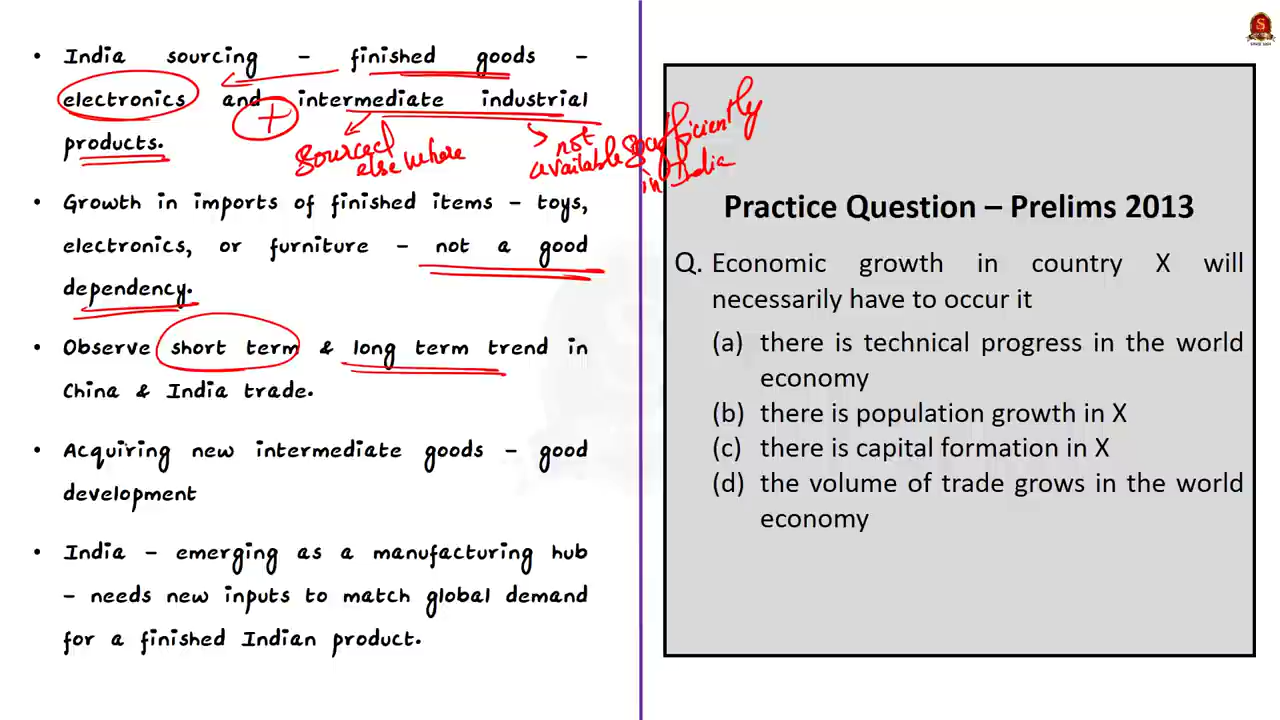 • India sourcing – finished goods –
electronics and intermediate industrial
products.
+
sourced
else where
not
available sufficiently
in India
• Growth in imports of finished items – toys,
electronics, or furniture – not a good
dependency.
• Observe short term & long term trend in
China & India trade.
• Acquiring new intermediate goods – good
development
• India – emerging as a manufacturing hub
– needs new inputs to match global demand
for a finished Indian product.
Practice Question – Prelims 2013
Q. Economic growth in country X will
necessarily have to occur it
(a) there is technical progress in the world
economy
(b) there is population growth in X
(c) there is capital formation in X
(d) the volume of trade grows in the world
economy